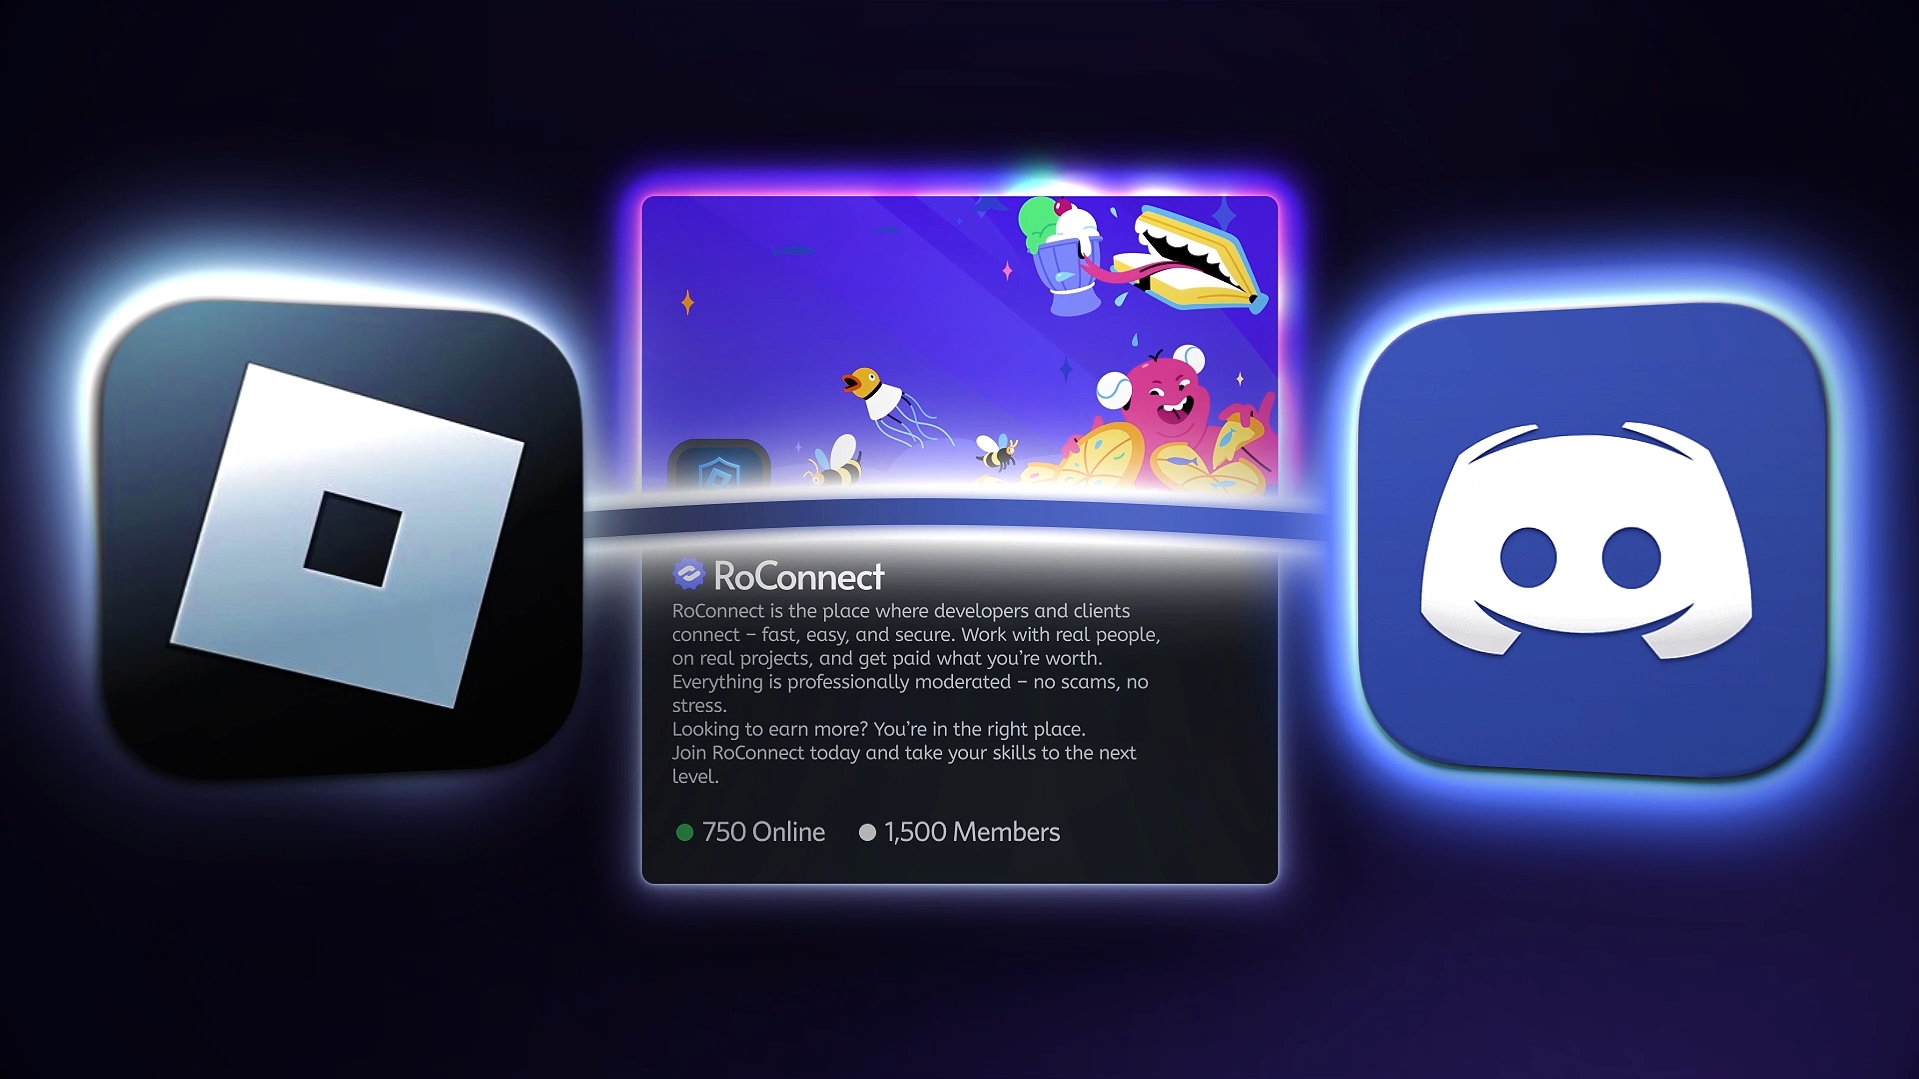 RoConnect
RoConnect is the place where developers and clients
connect – fast, easy, and secure. Work with real people,
on real projects, and get paid what you're worth.
Everything is professionally moderated – no scams, no
stress.
Looking to earn more? You're in the right place.
Join RoConnect today and take your skills to the next
level.
750 Online
1,500 Members